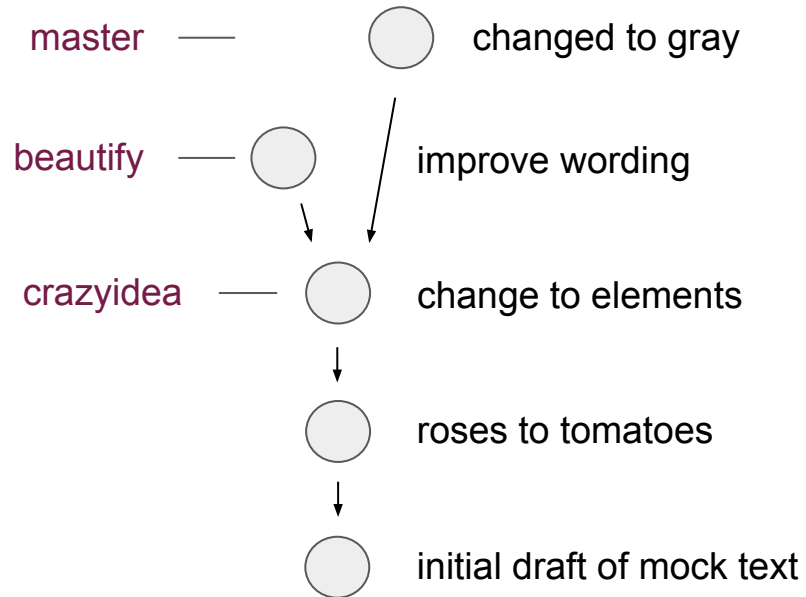 master changed to gray
beautify improve wording
crazyidea change to elements
roses to tomatoes
initial draft of mock text